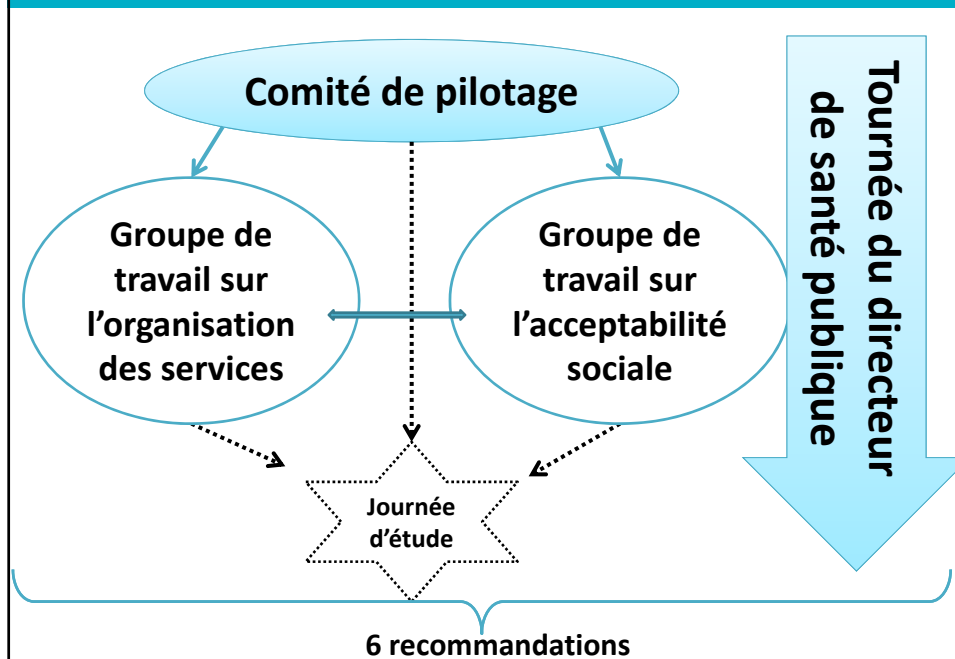 Comité de pilotage
Groupe de
travail sur
l’organisation
des services
Groupe de
travail sur
l’acceptabilité
sociale
Tournée du directeur
de santé publique
Journée
d’étude
6 recommandations